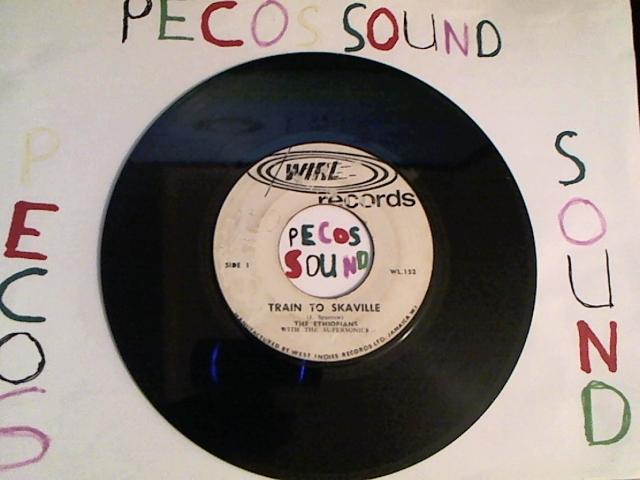 PECOS SOUND
PECOS
SOUND
WIRL
records
PECOS
SOUND
SIDE 1
WL.152
TRAIN TO SKAVILLE
(J. Sparrow)
THE ETHIOPIANS
WITH THE SUPERSONICS
MANUFACTURED BY WEST INDIES RECORDS LTD. JAMAICA W.I.